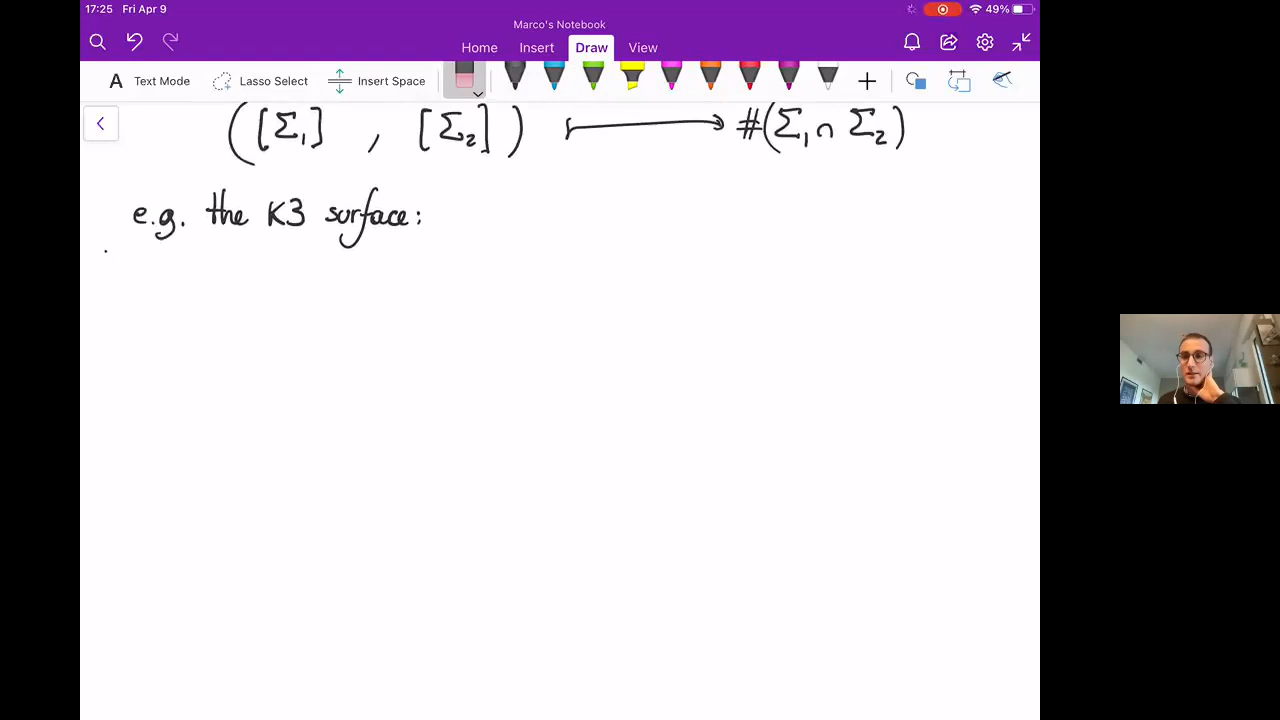 17:25 Fri Apr 9
49%
Marco's Notebook
Home Insert Draw View
A Text Mode Lasso Select Insert Space
([Σ₁] , [Σ₂]) ⟼ #(Σ₁ ∩ Σ₂)
e.g. the K3 surface: